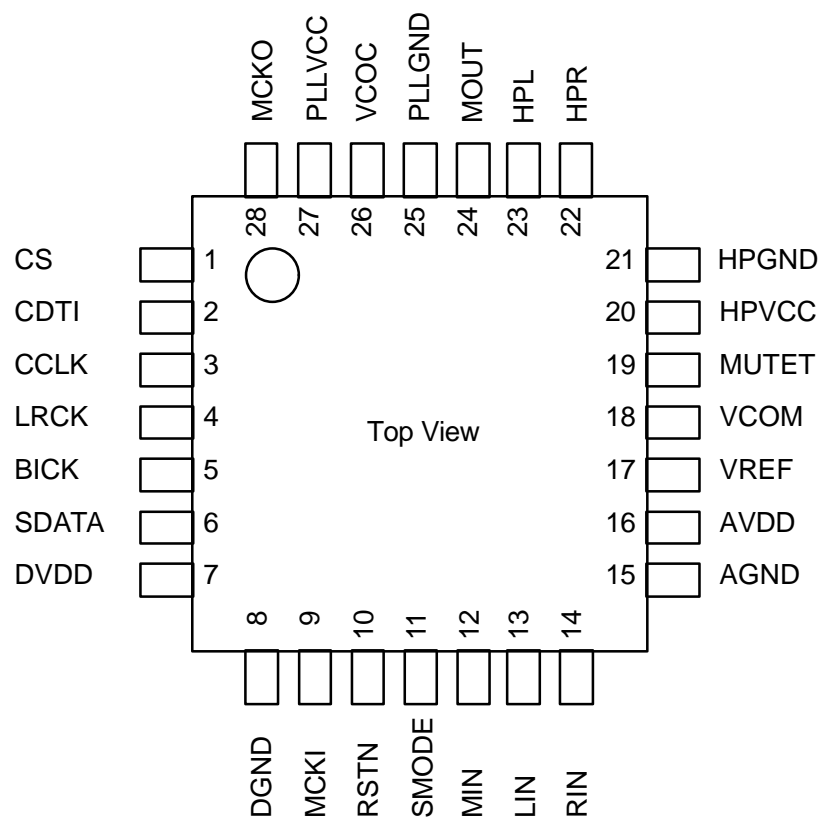 MCKO PLLVCC VCOC PLLGND MOUT HPL HPR
28 27 26 25 24 23 22
CS 1 21 HPGND
CDTI 2 20 HPVCC
CCLK 3 19 MUTET
LRCK 4 18 VCOM
Top View
BICK 5 17 VREF
SDATA 6 16 AVDD
DVDD 7 15 AGND
8 9 10 11 12 13 14
DGND MCKI RSTN SMODE MIN LIN RIN